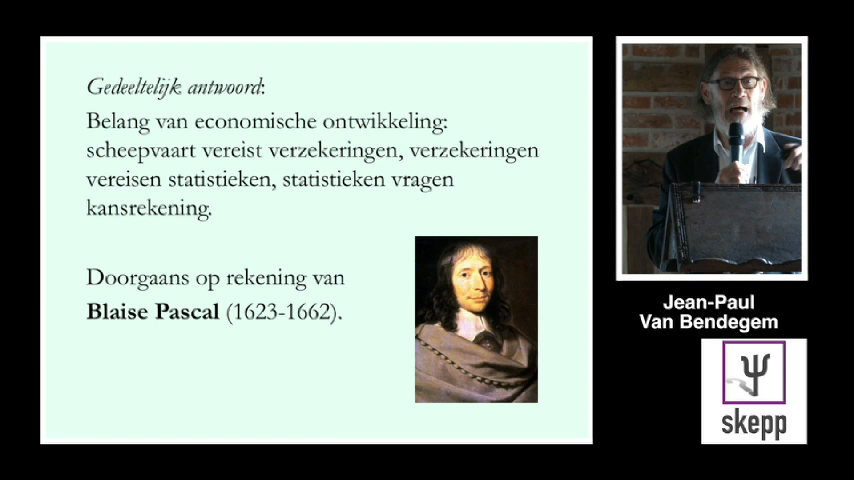 Gedeeltelijk antwoord:
Belang van economische ontwikkeling:
scheepvaart vereist verzekeringen, verzekeringen
vereisen statistieken, statistieken vragen
kansrekening.
Doorgaans op rekening van
Blaise Pascal (1623-1662).
Jean-Paul
Van Bendegem
skepp